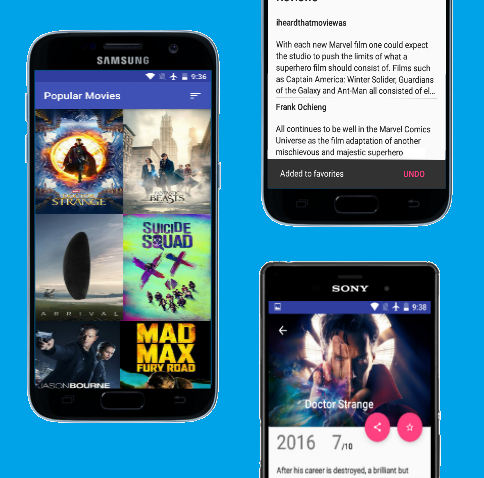 SAMSUNG
9:36
Popular Movies
DOCTOR
STRANGE
FANTASTIC
BEASTS
ARRIVAL
SUICIDE
SQUAD
JASON BOURNE
MAD
MAX
FURY ROAD
iheardthatmoviewas
With each new Marvel film one could expect
the studio to push the limits of what a
superhero film should consist of. Films such
as Captain America: Winter Solider, Guardians
of the Galaxy and Ant-Man all consisted of el...
Frank Ochieng
All continues to be well in the Marvel Comics
Universe as the film adaptation of another
mischievous and majestic superhero
Added to favorites UNDO
SONY
9:38
Doctor Strange
2016 7/10
After his career is destroyed, a brilliant but